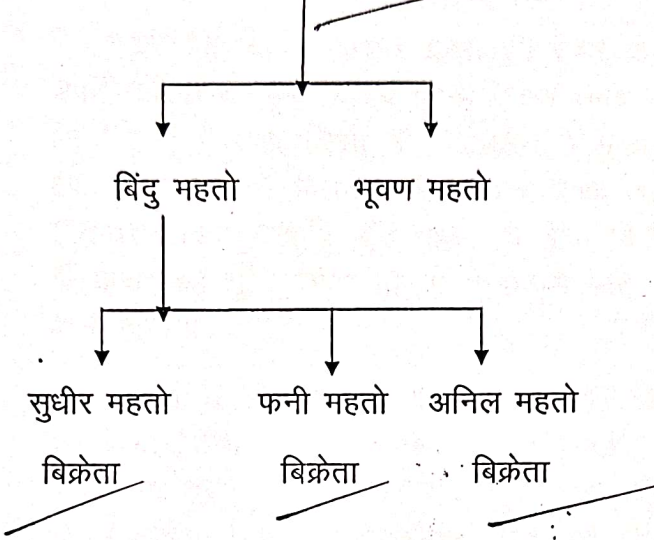 बिंदु महतो भूवण महतो
सुधीर महतो फनी महतो अनिल महतो
बिक्रेता बिक्रेता बिक्रेता